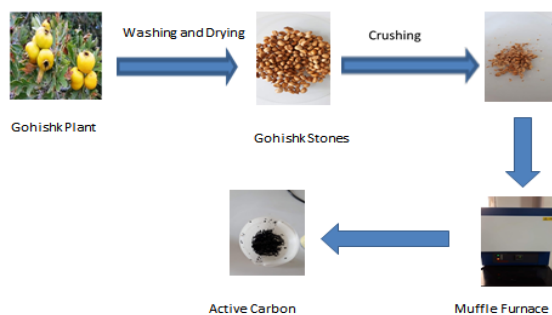 Washing and Drying
Crushing
Gohishk Plant
Gohishk Stones
Active Carbon
Muffle Furnace